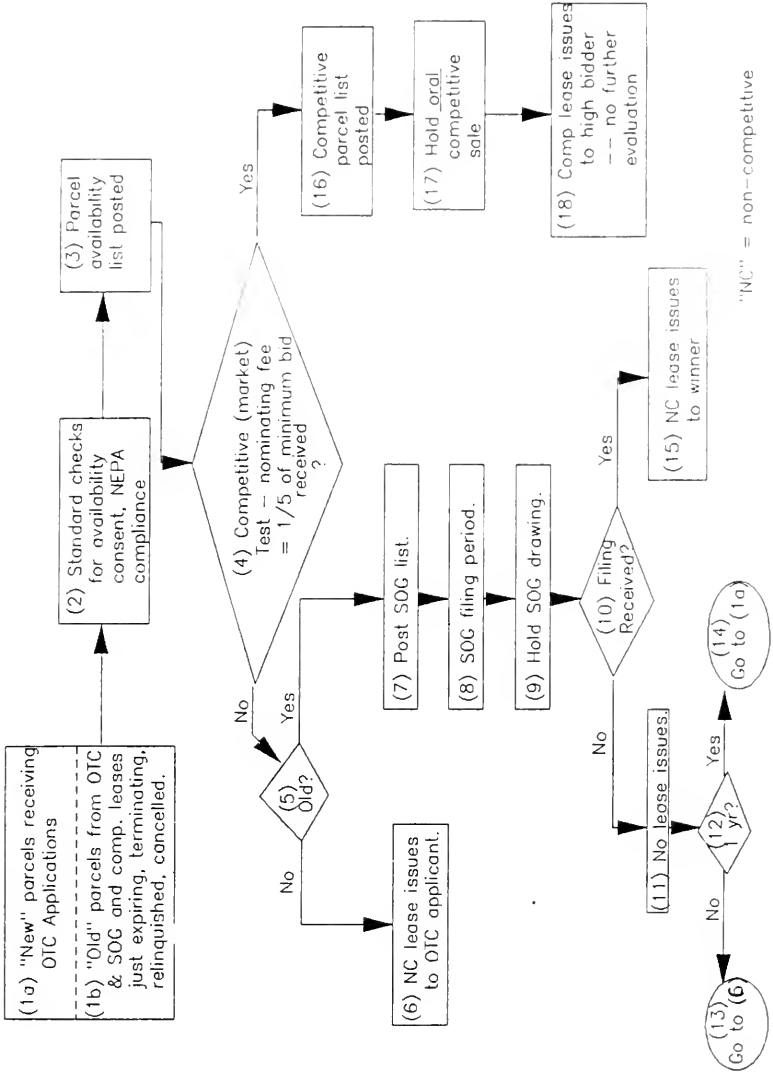 (1a) "New" parcels receiving
OTC Applications
(1b) "Old" parcels from OTC
& SOG and comp. leases
just expiring, terminating,
relinquished, cancelled.
(2) Standard checks
for availability
consent, NEPA
compliance
(3) Parcel
availability
list posted
(4) Competitive (market)
Test – nominating fee
= 1/5 of minimum bid
received
?
No
Yes
(5)
Old?
No
Yes
(6) NC lease issues
to OTC applicant.
(7) Post SOG list.
(8) SOG filing period.
(9) Hold SOG drawing.
(10) Filing
Received?
No
Yes
(11) No lease issues.
(12)
1 yr?
No
Yes
(13)
Go to (6)
(14)
Go to (1a)
(15) NC lease issues
to winner
(16) Competitive
parcel list
posted
(17) Hold oral
competitive
sale
(18) Comp lease issues
to high bidder
-- no further
evaluation
"NC" = non-competitive